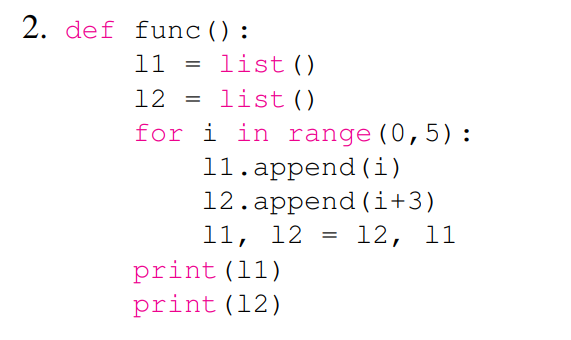 2. def func():
l1 = list()
l2 = list()
for i in range(0,5):
l1.append(i)
l2.append(i+3)
l1, l2 = l2, l1
print(l1)
print(l2)